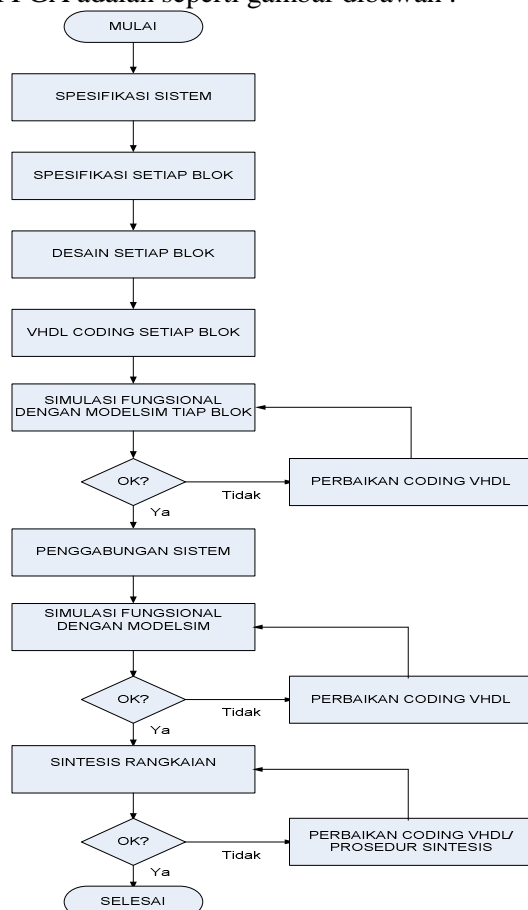 FPGA adalah seperti gambar dibawah :
MULAI
SPESIFIKASI SISTEM
SPESIFIKASI SETIAP BLOK
DESAIN SETIAP BLOK
VHDL CODING SETIAP BLOK
SIMULASI FUNGSIONAL
DENGAN MODELSIM TIAP BLOK
OK?
Tidak
PERBAIKAN CODING VHDL
Ya
PENGGABUNGAN SISTEM
SIMULASI FUNGSIONAL
DENGAN MODELSIM
OK?
Tidak
PERBAIKAN CODING VHDL
Ya
SINTESIS RANGKAIAN
OK?
Tidak
PERBAIKAN CODING VHDL/
PROSEDUR SINTESIS
Ya
SELESAI